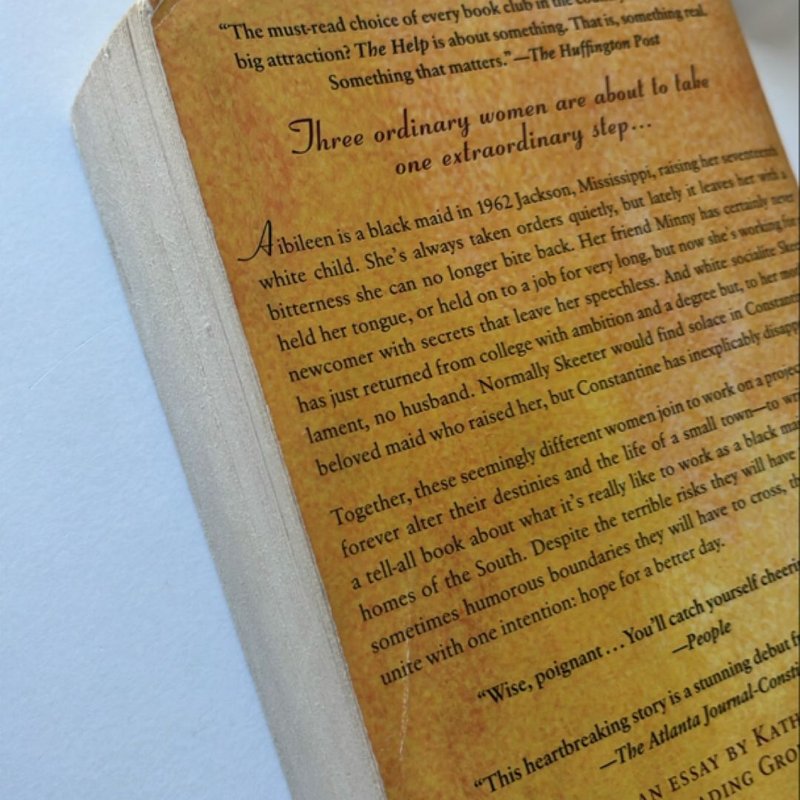 "The must-read choice of every book club in the
big attraction? The Help is about something. That is, something real.
Something that matters."—The Huffington Post
Three ordinary women are about to take
one extraordinary step...
Aibileen is a black maid in 1962 Jackson, Mississippi, raising her seventeenth
white child. She's always taken orders quietly, but lately it leaves her with a
bitterness she can no longer bite back. Her friend Minny has certainly never
held her tongue, or held on to a job for very long, but now she's working for
newcomer with secrets that leave her speechless. And white socialite
has just returned from college with ambition and a degree but, to her
lament, no husband. Normally Skeeter would find solace in
beloved maid who raised her, but Constantine has inexplicably
Together, these seemingly different women join to work on a
forever alter their destinies and the life of a small town—to
a tell-all book about what it's really like to work as a black
homes of the South. Despite the terrible risks they will have
sometimes humorous boundaries they will have to cross,
unite with one intention: hope for a better day.
"Wise, poignant...You'll catch yourself
—People
"This heartbreaking story is a stunning debut
—The Atlanta
AN ESSAY BY